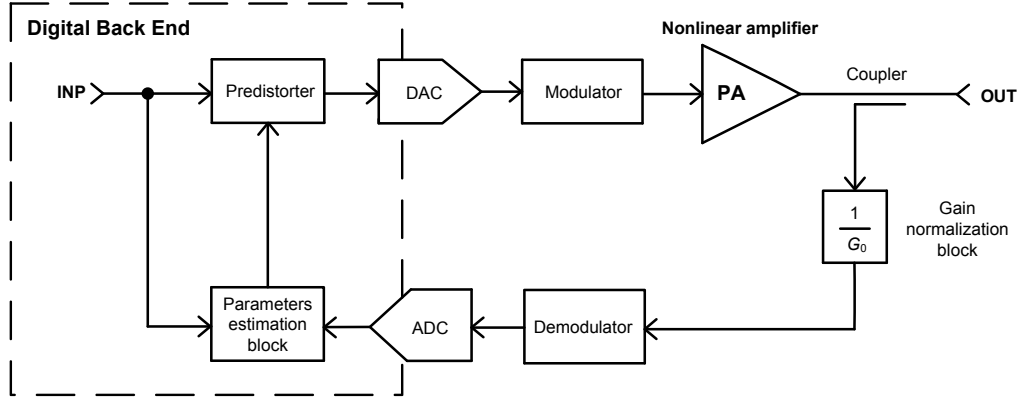 Digital Back End
Nonlinear amplifier
INP
Predistorter
DAC
Modulator
PA
Coupler
OUT
1
G0
Gain
normalization
block
Parameters
estimation
block
ADC
Demodulator